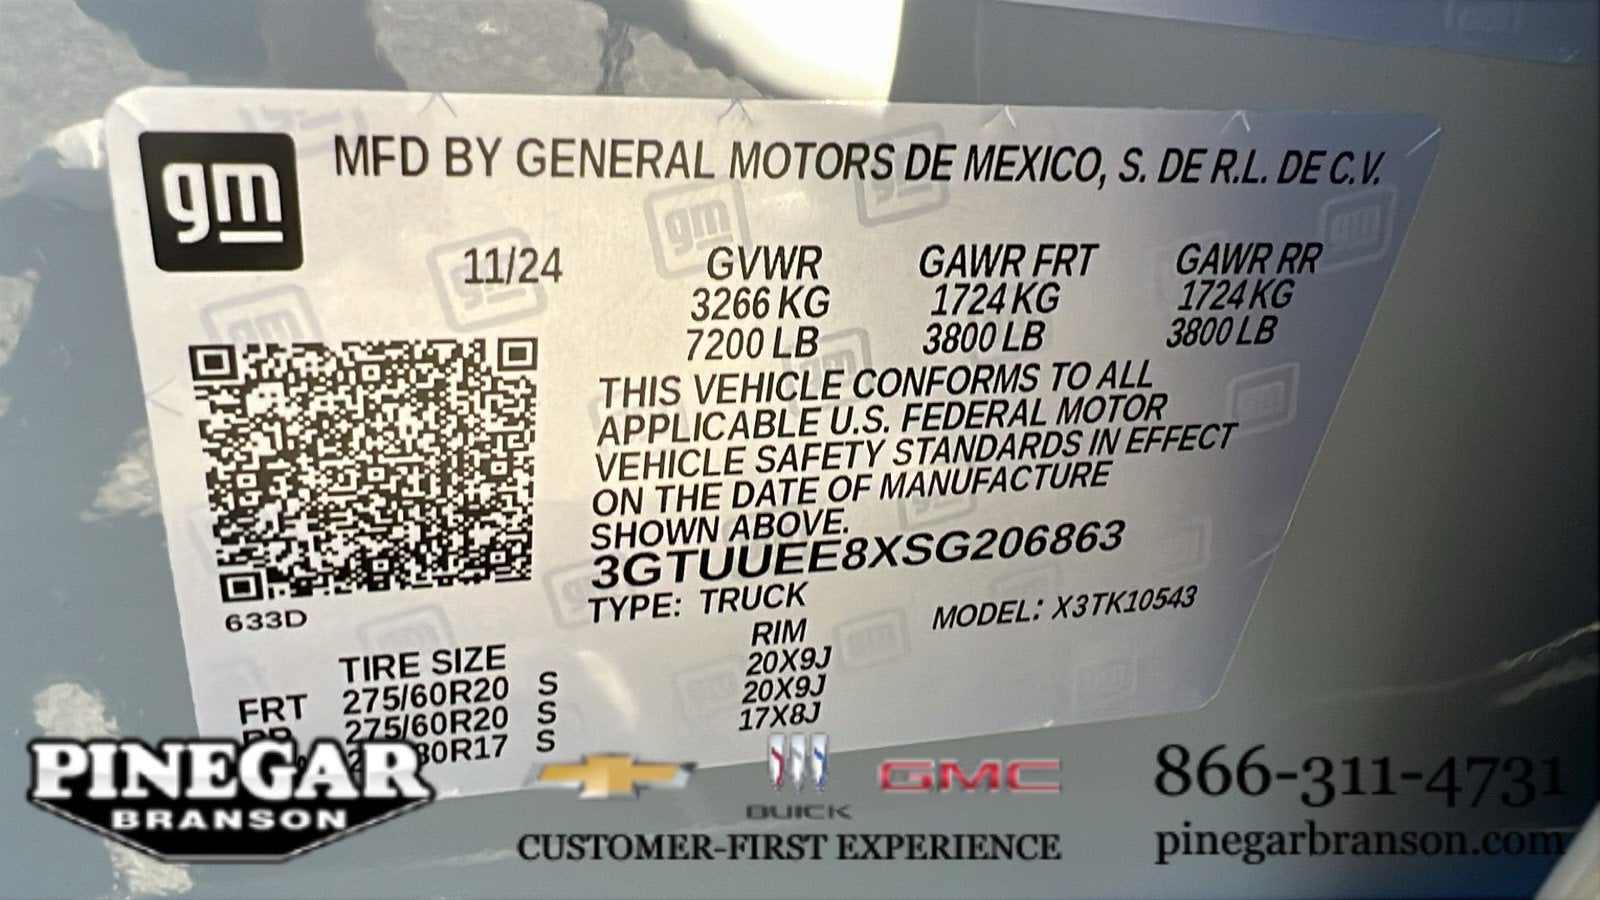 gm
MFD BY GENERAL MOTORS DE MEXICO, S. DE R.L. DE C.V.
11/24 GVWR GAWR FRT GAWR RR
3266 KG 1724 KG 1724 KG
7200 LB 3800 LB 3800 LB
THIS VEHICLE CONFORMS TO ALL
APPLICABLE U.S. FEDERAL MOTOR
VEHICLE SAFETY STANDARDS IN EFFECT
ON THE DATE OF MANUFACTURE
SHOWN ABOVE.
3GTUUEE8XSG206863
633D
TYPE: TRUCK MODEL: X3TK10543
TIRE SIZE RIM
FRT 275/60R20 S 20X9J
275/60R20 S 20X9J
80R17 S 17X8J
PINEGAR
BRANSON
BUICK
GMC
CUSTOMER-FIRST EXPERIENCE
866-311-4731
pinegarbranson.com